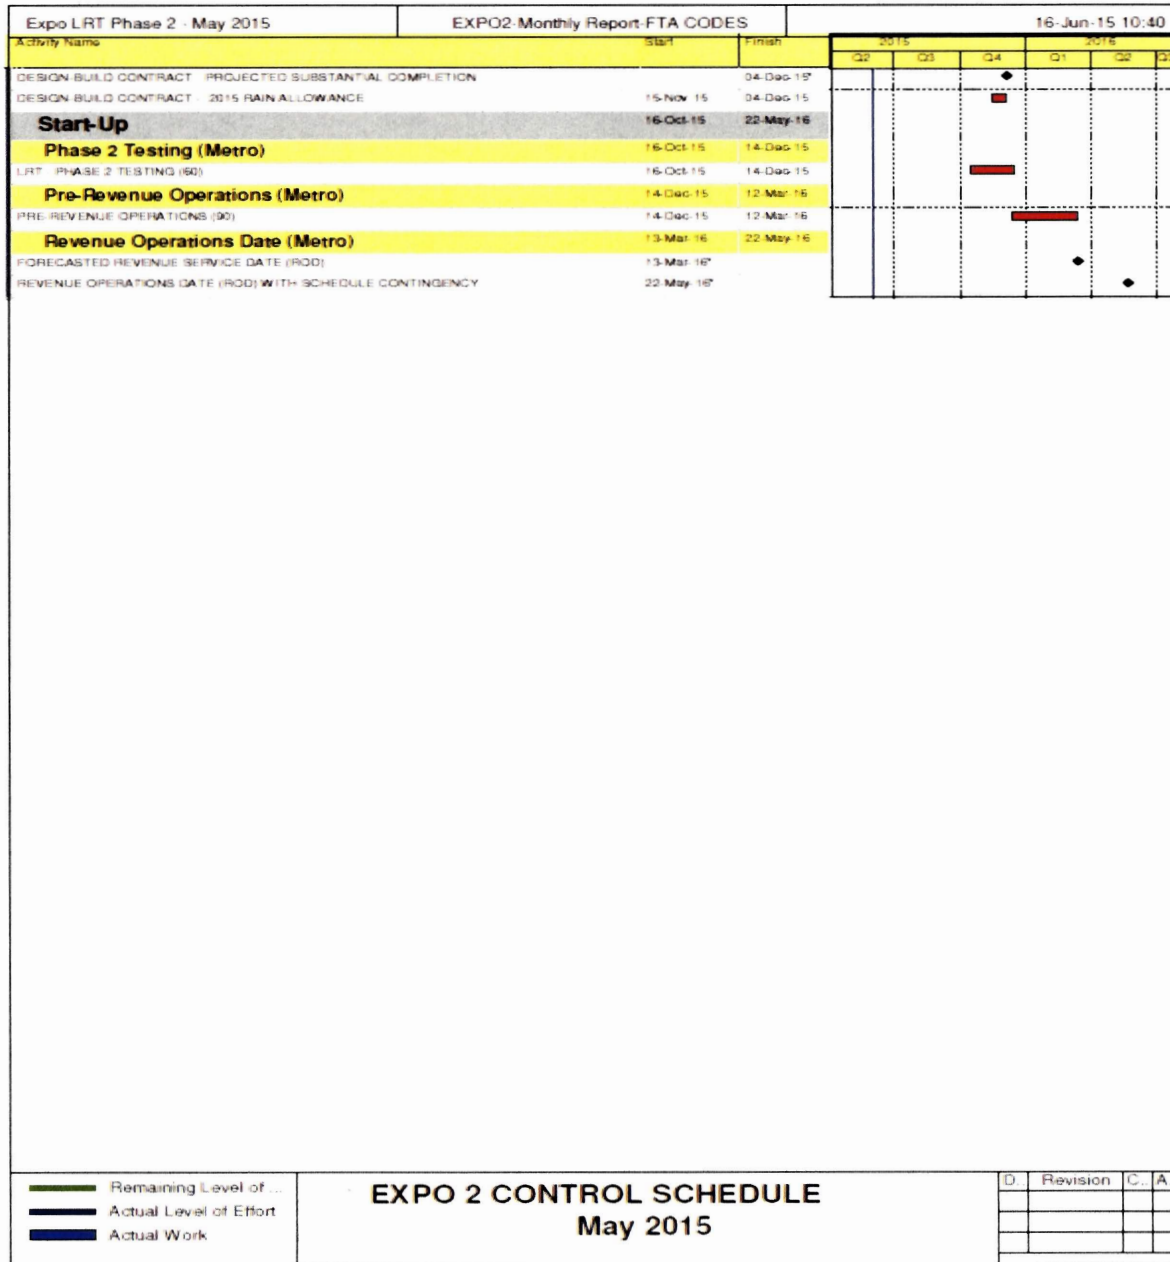 Expo LRT Phase 2 - May 2015 EXPO2-Monthly Report-FTA CODES 16-Jun-15 10:40
Activity Name Start Finish 2015 2016
Q2 Q3 Q4 Q1 Q2 Q3
DESIGN-BUILD CONTRACT - PROJECTED SUBSTANTIAL COMPLETION 04-Dec-15*
DESIGN-BUILD CONTRACT - 2015 RAIN ALLOWANCE 15-Nov-15 04-Dec-15
Start-Up 16-Oct-15 22-May-16
Phase 2 Testing (Metro) 16-Oct-15 14-Dec-15
LRT - PHASE 2 TESTING (60) 16-Oct-15 14-Dec-15
Pre-Revenue Operations (Metro) 14-Dec-15 12-Mar-16
PRE-REVENUE OPERATIONS (90) 14-Dec-15 12-Mar-16
Revenue Operations Date (Metro) 13-Mar-16 22-May-16
FORECASTED REVENUE SERVICE DATE (ROD) 13-Mar-16*
REVENUE OPERATIONS DATE (ROD) WITH SCHEDULE CONTINGENCY 22-May-16*
Remaining Level of ...
Actual Level of Effort
Actual Work
EXPO 2 CONTROL SCHEDULE
May 2015
D.. Revision C.. A